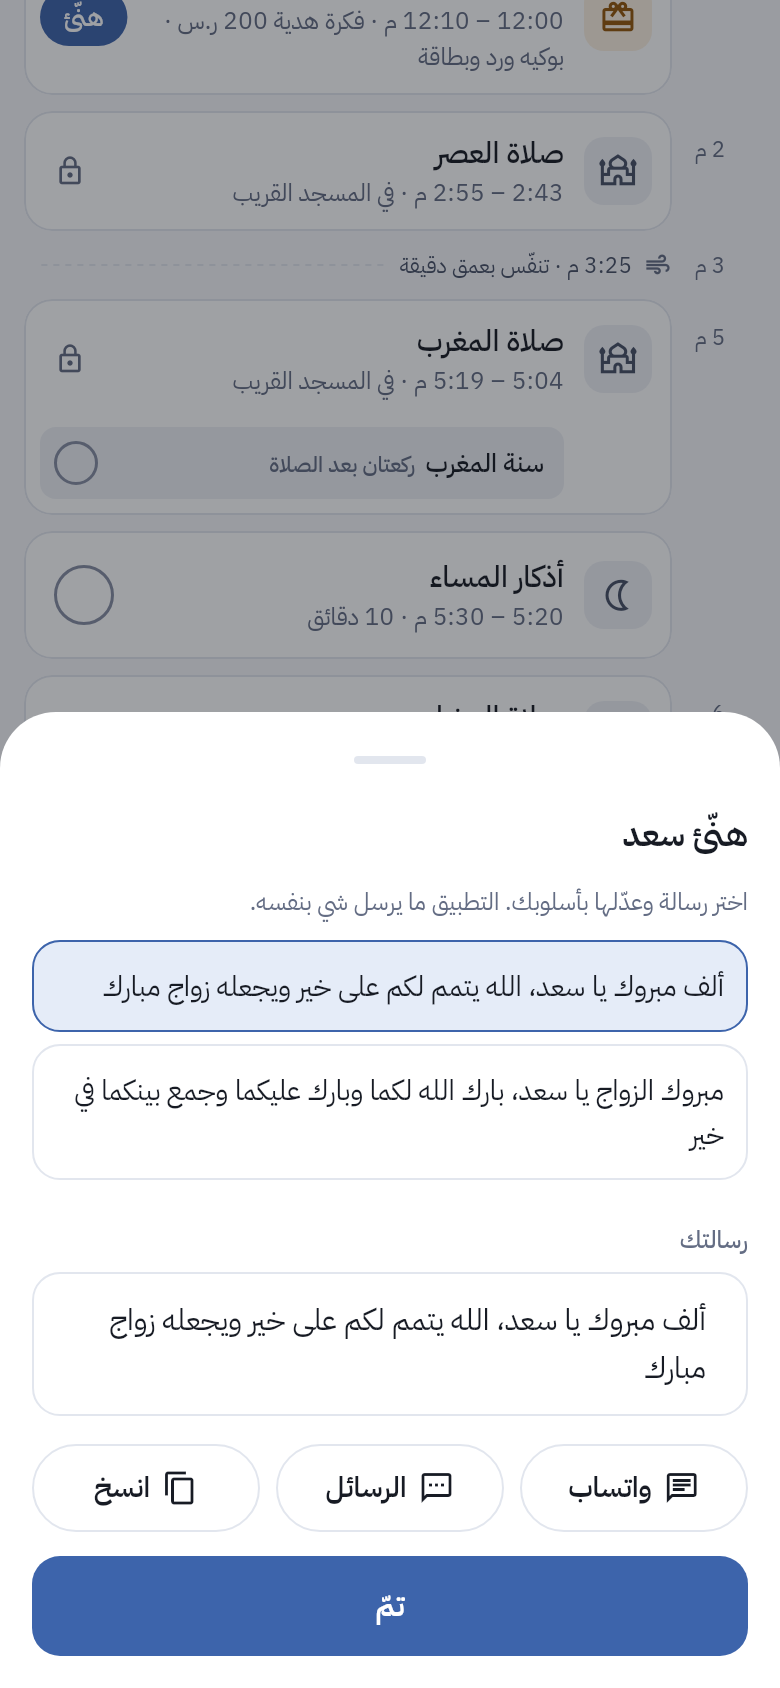 12:00 – 12:10 م · فكرة هدية 200 ر.س ·
بوكيه ورد وبطاقة
هنّئ
2 م
صلاة العصر
2:43 – 2:55 م · في المسجد القريب
3 م
3:25 م · تنفّس بعمق دقيقة
5 م
صلاة المغرب
5:04 – 5:19 م · في المسجد القريب
سنة المغرب ركعتان بعد الصلاة
أذكار المساء
5:20 – 5:30 م · 10 دقائق
هنّئ سعد
اختر رسالة وعدّلها بأسلوبك. التطبيق ما يرسل شي بنفسه.
ألف مبروك يا سعد، الله يتمم لكم على خير ويجعله زواج مبارك
مبروك الزواج يا سعد، بارك الله لكما وبارك عليكما وجمع بينكما في
خير
رسالتك
ألف مبروك يا سعد، الله يتمم لكم على خير ويجعله زواج
مبارك
واتساب
الرسائل
انسخ
تمّ